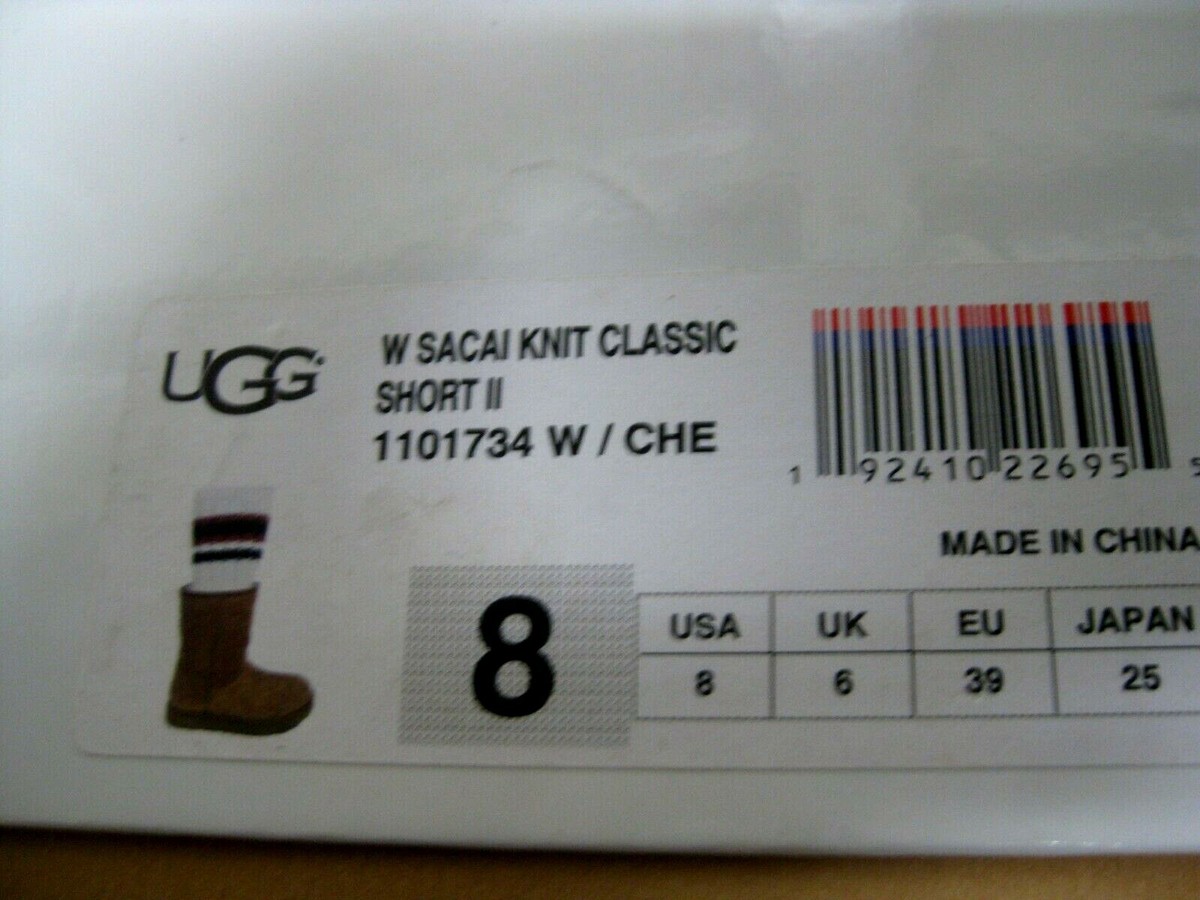 UGG
W SACAI KNIT CLASSIC
SHORT II
1101734 W / CHE
1 92410 22695 5
MADE IN CHINA
8
USA UK EU JAPAN
8 6 39 25